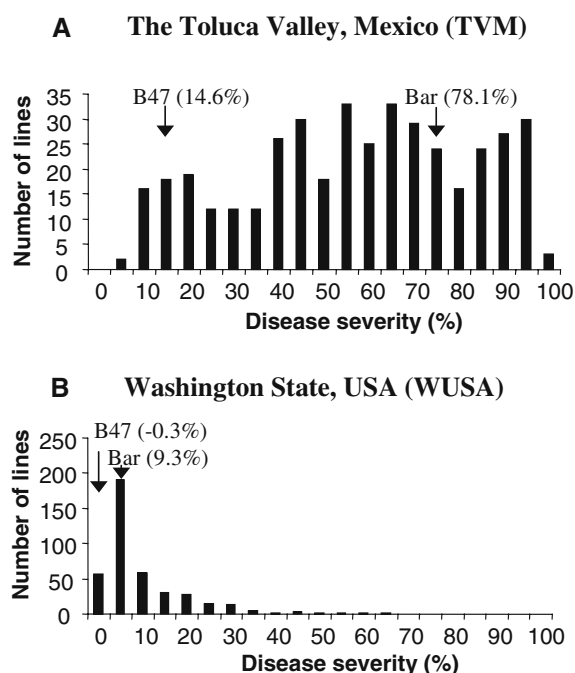 A The Toluca Valley, Mexico (TVM)
35
30
25
20
15
10
5
0
Number of lines
B47 (14.6%)
Bar (78.1%)
0 10 20 30 40 50 60 70 80 90 100
Disease severity (%)
B Washington State, USA (WUSA)
250
200
150
100
50
0
Number of lines
B47 (-0.3%)
Bar (9.3%)
0 10 20 30 40 50 60 70 80 90 100
Disease severity (%)